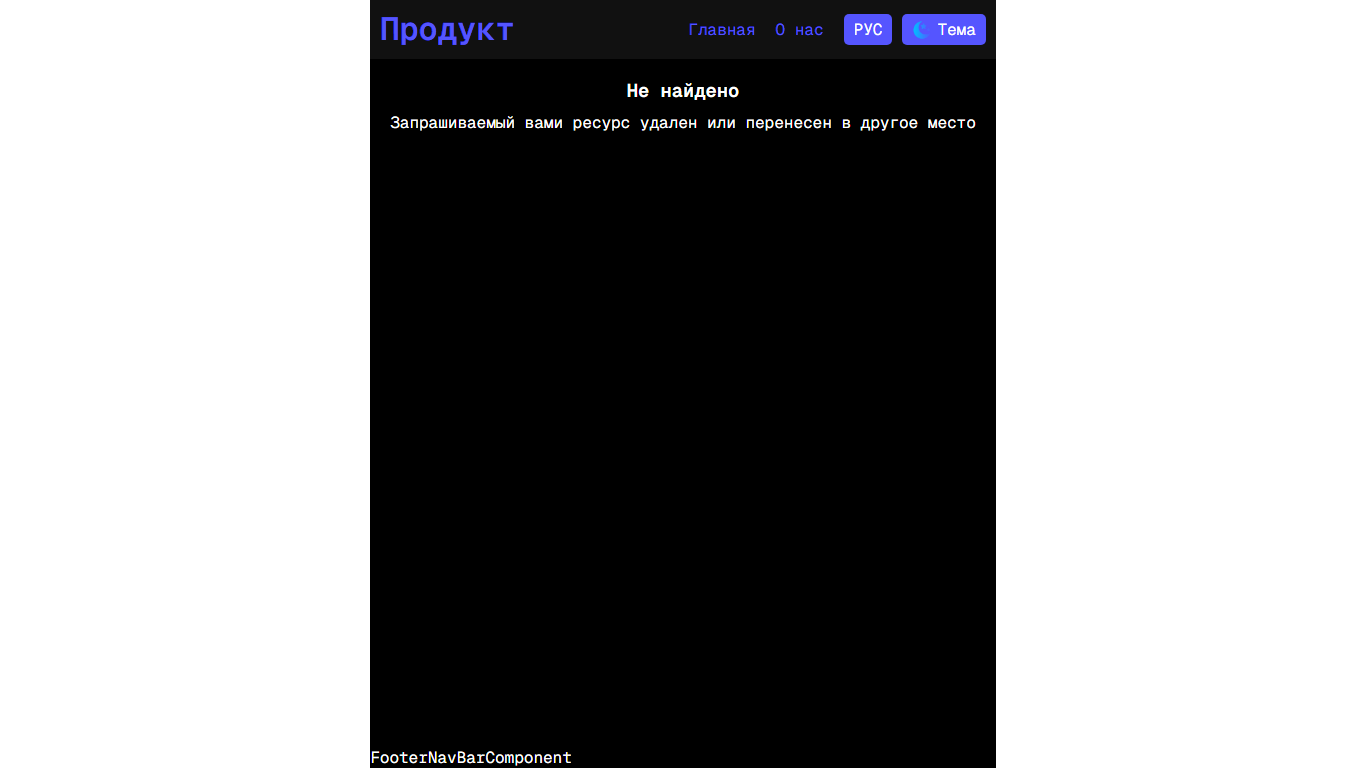 Продукт Главная О нас РУС Тема
Не найдено
Запрашиваемый вами ресурс удален или перенесен в другое место
FooterNavBarComponent